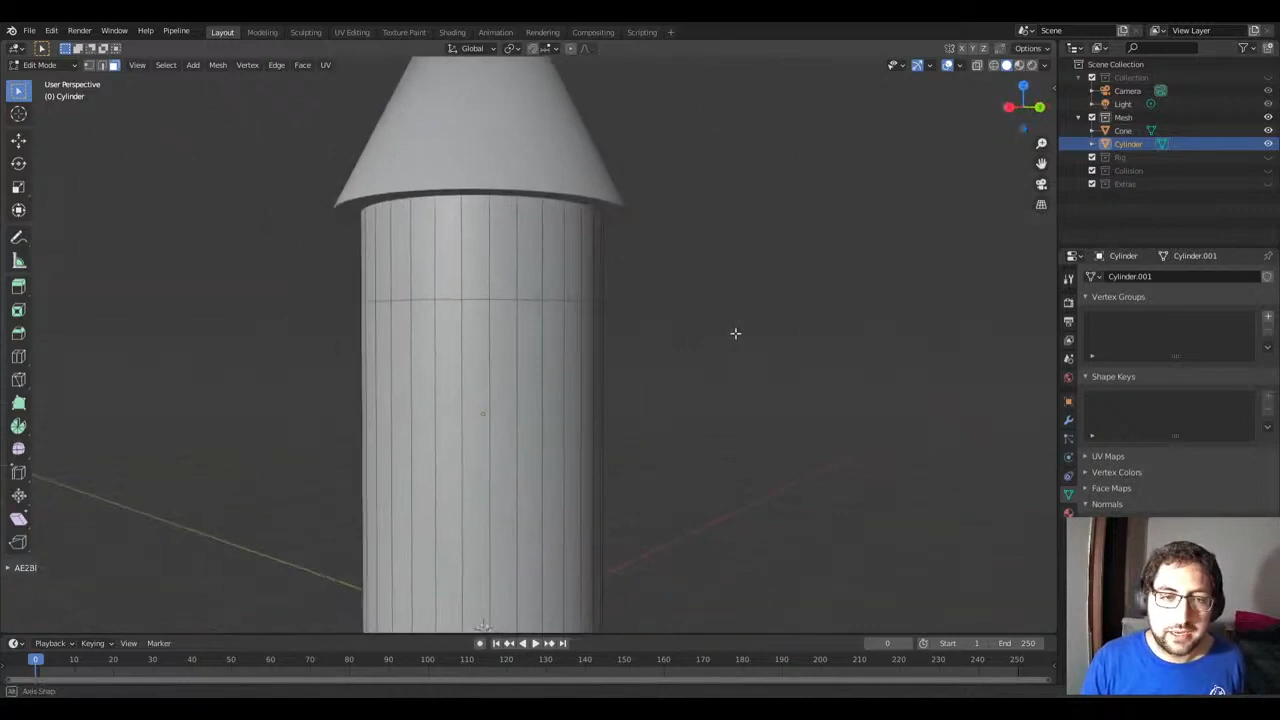 File Edit Render Window Help Pipeline Layout Modeling Sculpting UV Editing Texture Paint Shading Animation Rendering Compositing Scripting + Scene View Layer
Global X Y Z Options
Edit Mode View Select Add Mesh Vertex Edge Face UV
User Perspective
(0) Cylinder
Scene Collection
Collection
Camera
Light
Mesh
Cone
Cylinder
Rig
Collision
Extras
Cylinder Cylinder.001
Cylinder.001
Vertex Groups
Shape Keys
UV Maps
Vertex Colors
Face Maps
Normals
AE2BI
Playback Keying View Marker 0 Start 1 End 250
0 10 20 30 40 50 60 70 80 90 100 110 120 130 140 150 160 170 180 190 200 210 220 230 240 250
Axis Snap